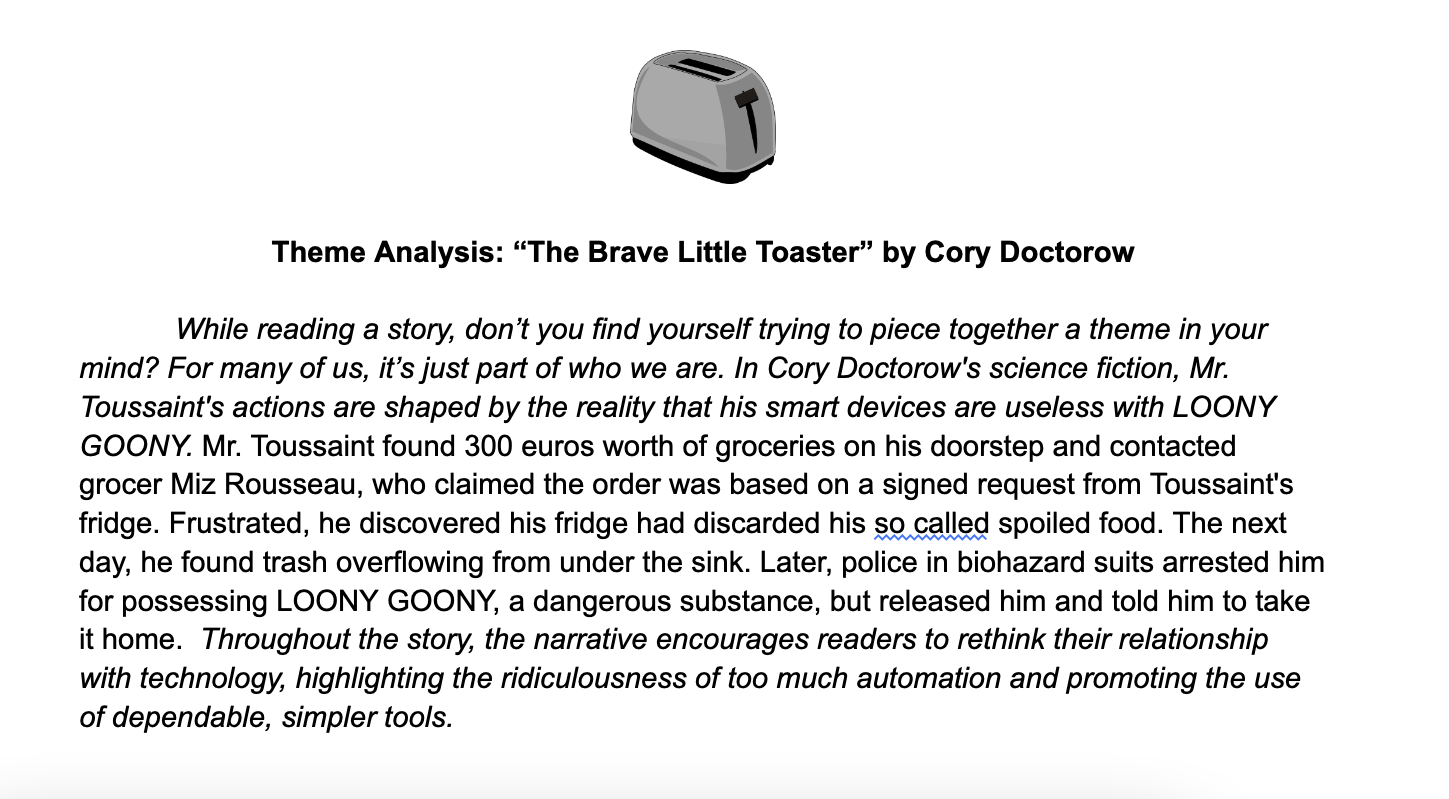 Theme Analysis: “The Brave Little Toaster” by Cory Doctorow
While reading a story, don’t you find yourself trying to piece together a theme in your
mind? For many of us, it’s just part of who we are. In Cory Doctorow's science fiction, Mr.
Toussaint's actions are shaped by the reality that his smart devices are useless with LOONY
GOONY. Mr. Toussaint found 300 euros worth of groceries on his doorstep and contacted
grocer Miz Rousseau, who claimed the order was based on a signed request from Toussaint's
fridge. Frustrated, he discovered his fridge had discarded his so called spoiled food. The next
day, he found trash overflowing from under the sink. Later, police in biohazard suits arrested him
for possessing LOONY GOONY, a dangerous substance, but released him and told him to take
it home.  Throughout the story, the narrative encourages readers to rethink their relationship
with technology, highlighting the ridiculousness of too much automation and promoting the use
of dependable, simpler tools.